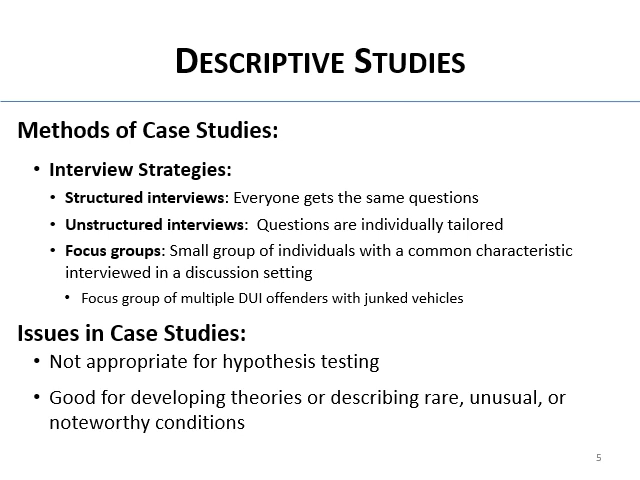 DESCRIPTIVE STUDIES
Methods of Case Studies:
• Interview Strategies:
• Structured interviews: Everyone gets the same questions
• Unstructured interviews:  Questions are individually tailored
• Focus groups: Small group of individuals with a common characteristic
interviewed in a discussion setting
• Focus group of multiple DUI offenders with junked vehicles
Issues in Case Studies:
• Not appropriate for hypothesis testing
• Good for developing theories or describing rare, unusual, or
noteworthy conditions
5